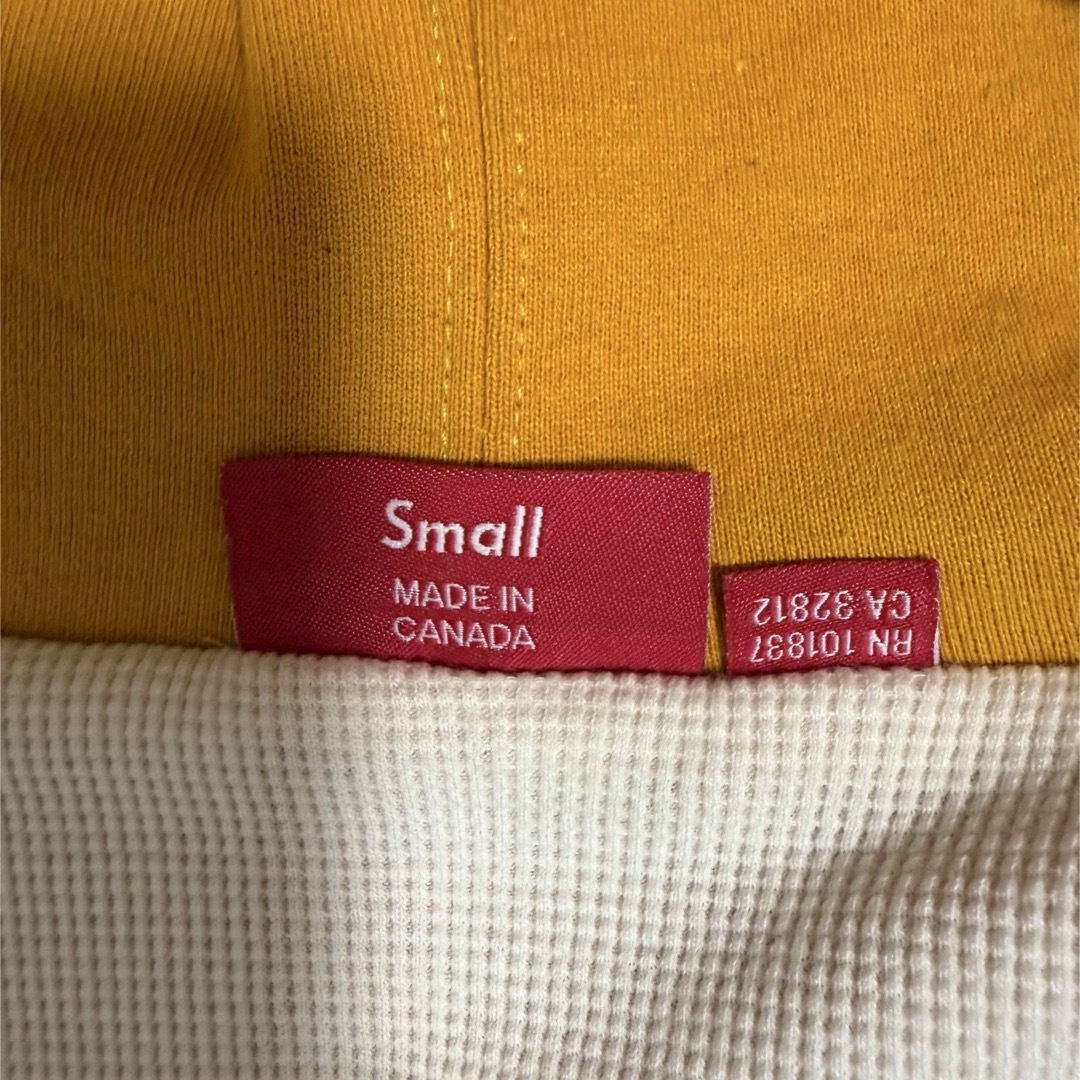 Small
MADE IN
CANADA
RN 101837
CA 32812